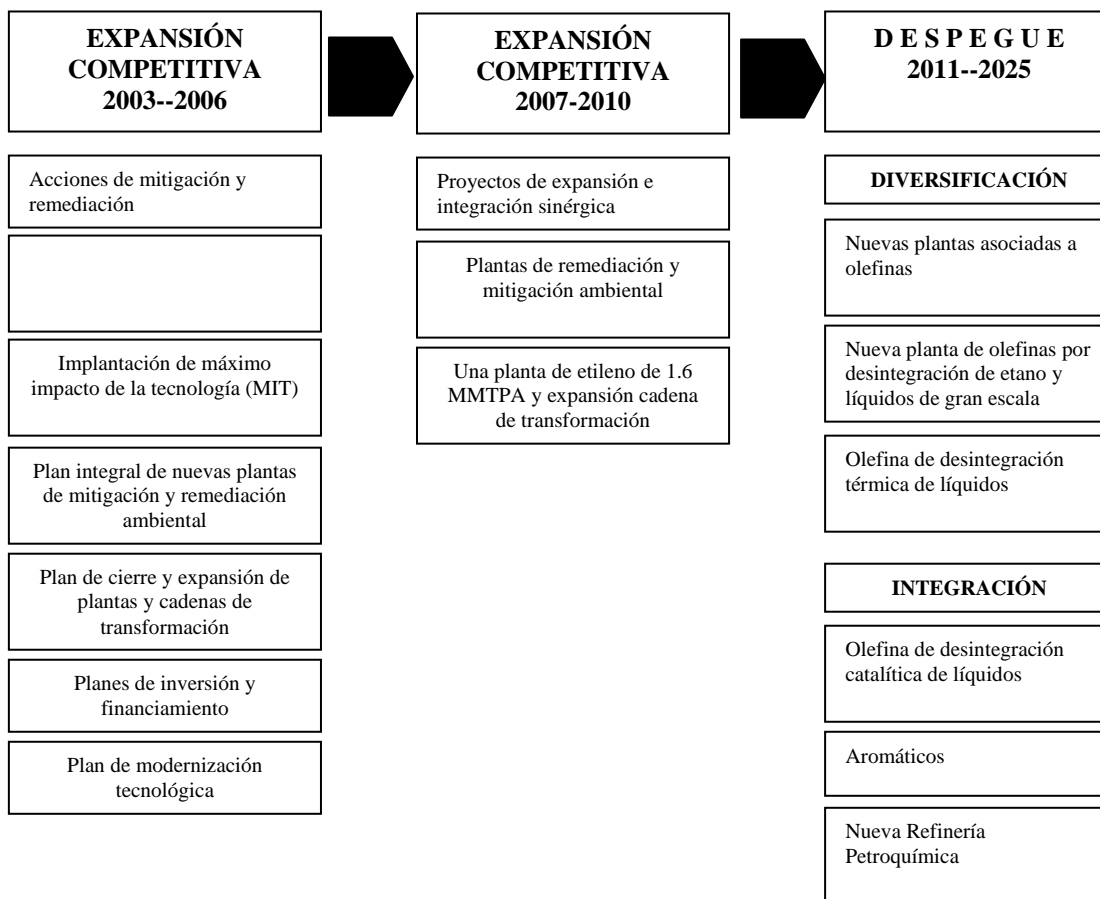 EXPANSIÓN
COMPETITIVA
2003--2006
Acciones de mitigación y
remediación
Implantación de máximo
impacto de la tecnología (MIT)
Plan integral de nuevas plantas
de mitigación y remediación
ambiental
Plan de cierre y expansión de
plantas y cadenas de
transformación
Planes de inversión y
financiamiento
Plan de modernización
tecnológica
EXPANSIÓN
COMPETITIVA
2007-2010
Proyectos de expansión e
integración sinérgica
Plantas de remediación y
mitigación ambiental
Una planta de etileno de 1.6
MMTPA y expansión cadena
de transformación
D E S P E G U E
2011--2025
DIVERSIFICACIÓN
Nuevas plantas asociadas a
olefinas
Nueva planta de olefinas por
desintegración de etano y
líquidos de gran escala
Olefina de desintegración
térmica de líquidos
INTEGRACIÓN
Olefina de desintegración
catalítica de líquidos
Aromáticos
Nueva Refinería
Petroquímica